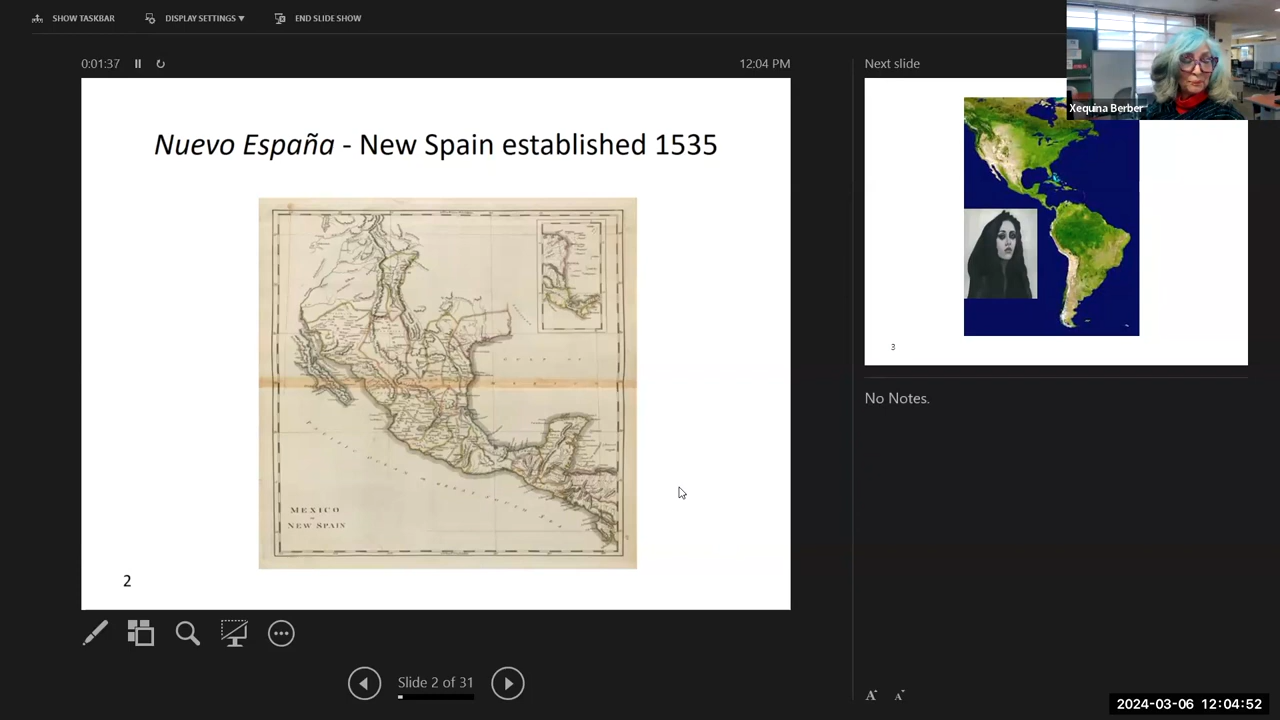 SHOW TASKBAR
DISPLAY SETTINGS ▾
END SLIDE SHOW
0:01:37
12:04 PM
Next slide
Xequina Berber
Nuevo España - New Spain established 1535
MEXICO
NEW SPAIN
2
3
No Notes.
Slide 2 of 31
2024-03-06 12:04:52